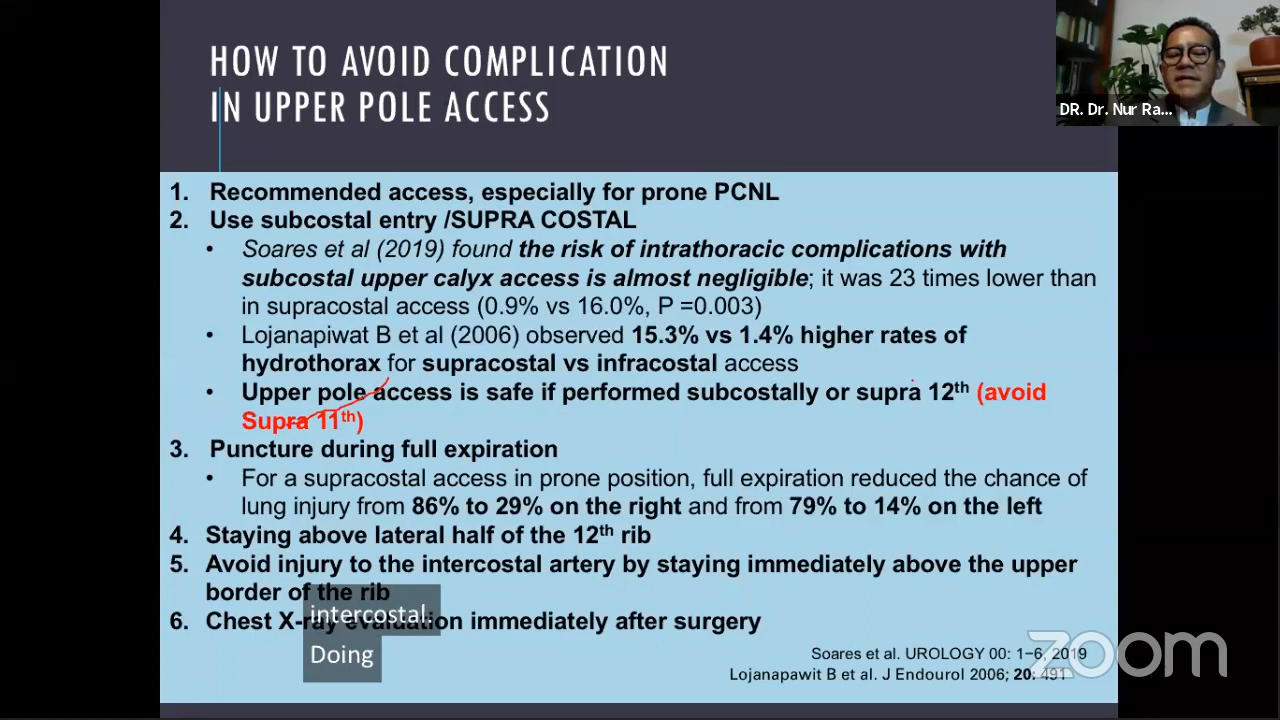 HOW TO AVOID COMPLICATION
IN UPPER POLE ACCESS
DR. Dr. Nur Ra...
1. Recommended access, especially for prone PCNL
2. Use subcostal entry /SUPRA COSTAL
• Soares et al (2019) found the risk of intrathoracic complications with
subcostal upper calyx access is almost negligible; it was 23 times lower than
in supracostal access (0.9% vs 16.0%, P =0.003)
• Lojanapiwat B et al (2006) observed 15.3% vs 1.4% higher rates of
hydrothorax for supracostal vs infracostal access
• Upper pole access is safe if performed subcostally or supra 12th (avoid
Supra 11th)
3. Puncture during full expiration
• For a supracostal access in prone position, full expiration reduced the chance of
lung injury from 86% to 29% on the right and from 79% to 14% on the left
4. Staying above lateral half of the 12th rib
5. Avoid injury to the intercostal artery by staying immediately above the upper
border of the rib
6. Chest X-ray evaluation immediately after surgery
intercostal.
Doing
Soares et al. UROLOGY 00: 1–6, 2019
Lojanapawit B et al. J Endourol 2006; 20: 491
zoom